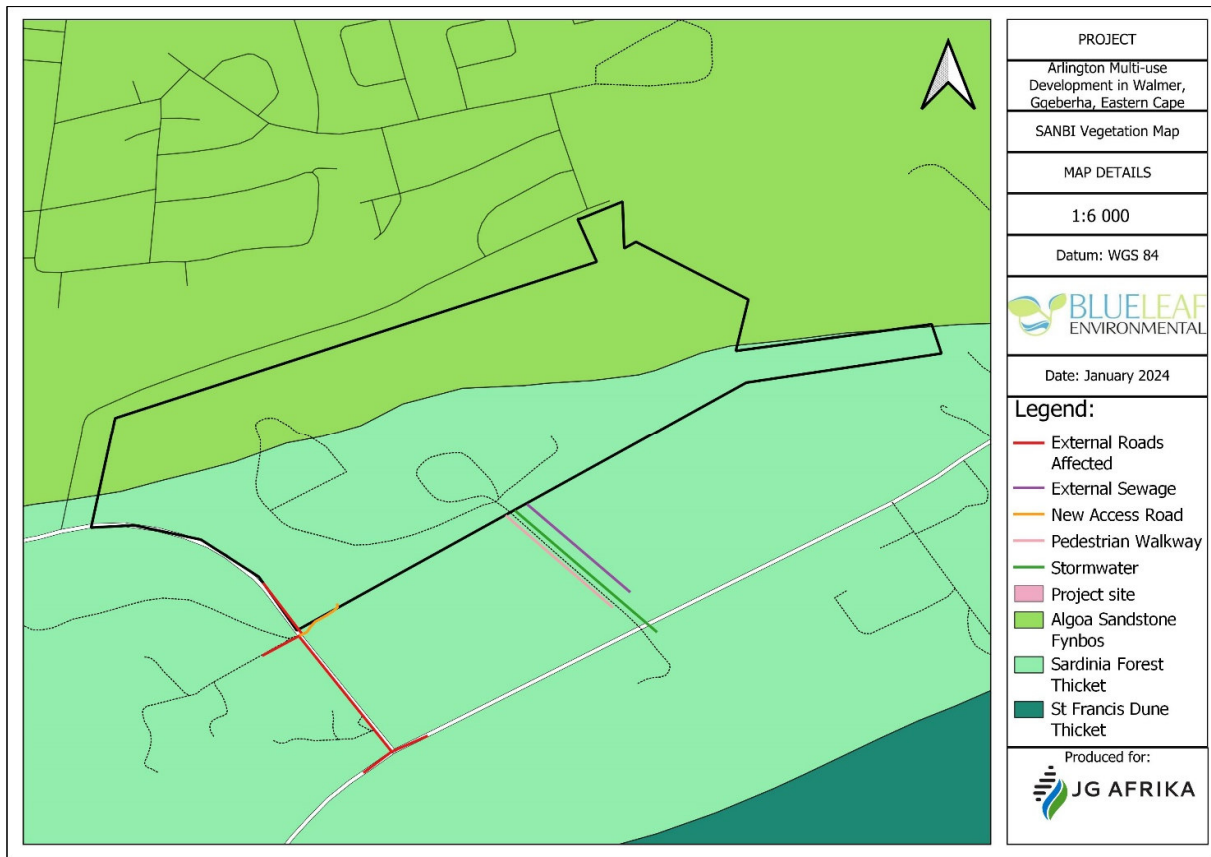 PROJECT
Arlington Multi-use
Development in Walmer,
Gqeberha, Eastern Cape
SANBI Vegetation Map
MAP DETAILS
1:6 000
Datum: WGS 84
BLUELEAF
ENVIRONMENTAL
Date: January 2024
Legend:
External Roads
Affected
External Sewage
New Access Road
Pedestrian Walkway
Stormwater
Project site
Algoa Sandstone
Fynbos
Sardinia Forest
Thicket
St Francis Dune
Thicket
Produced for:
JG AFRIKA